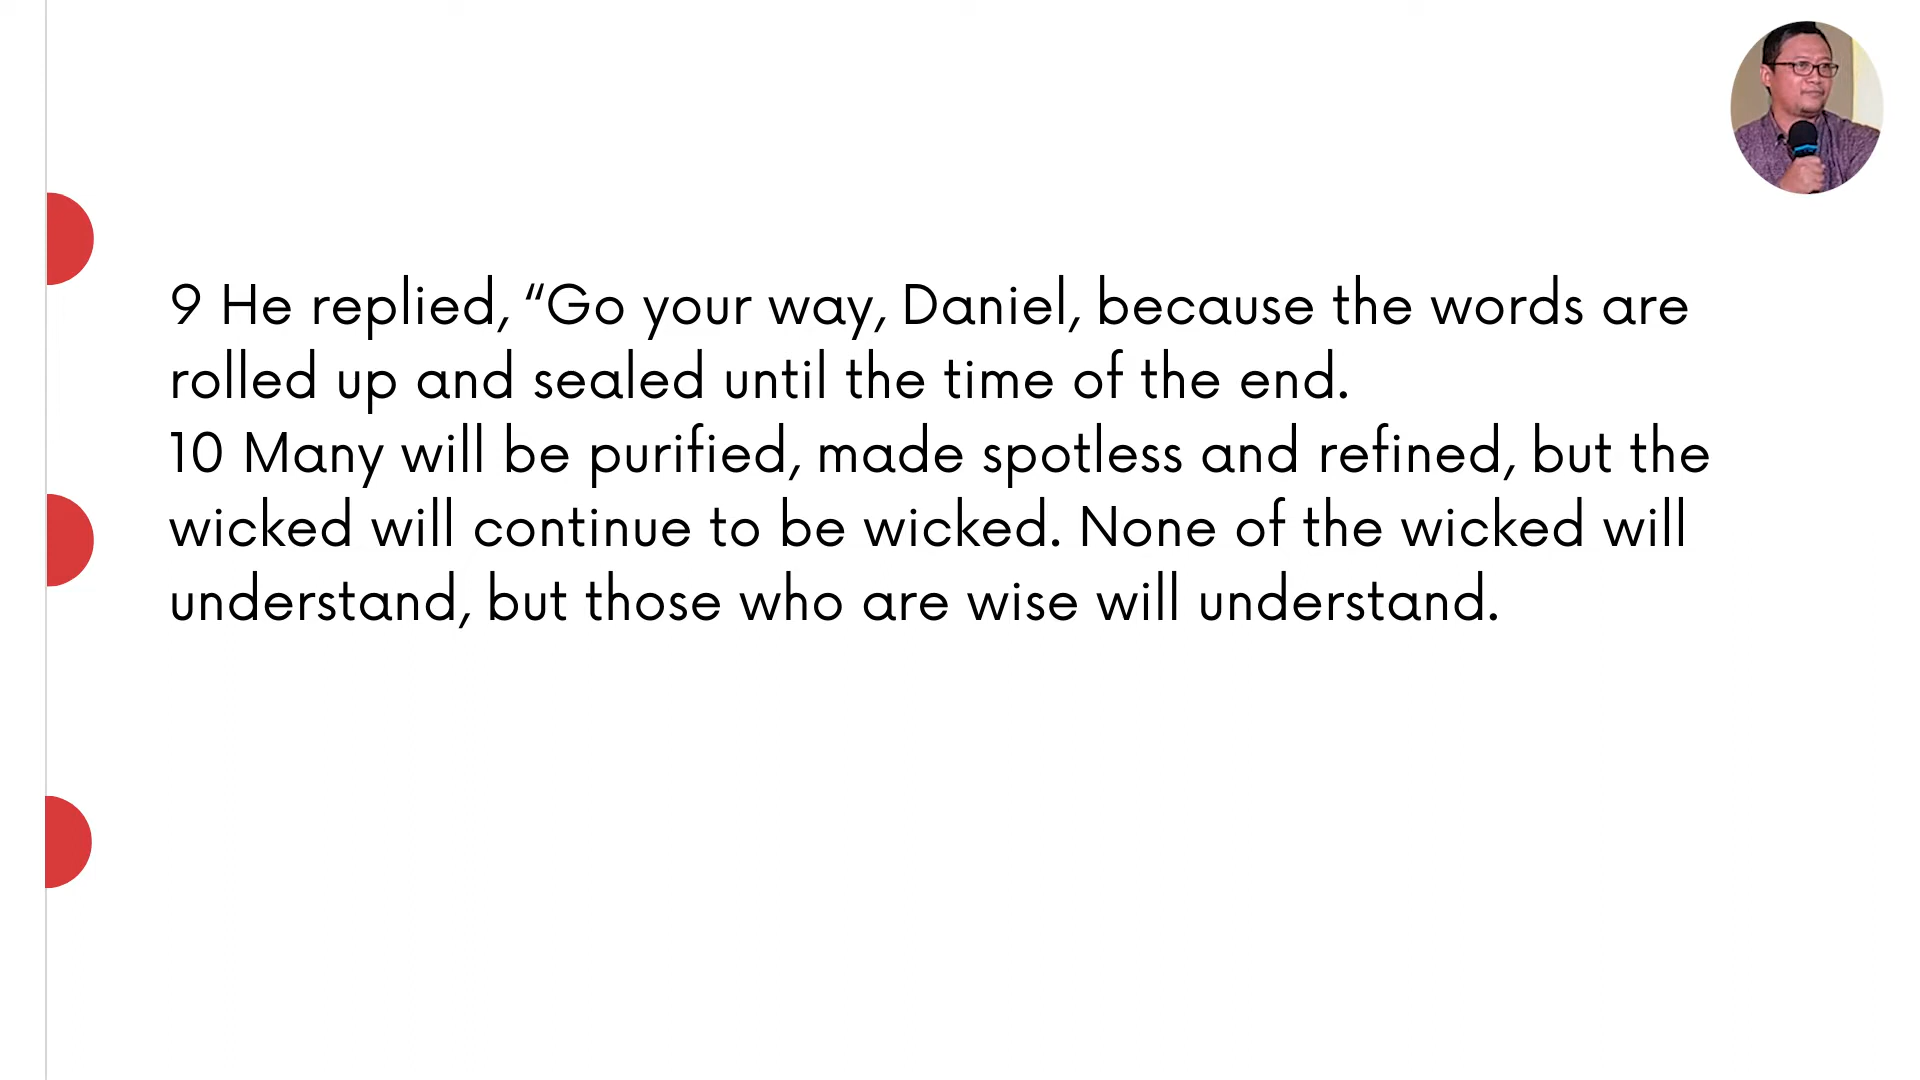 9 He replied, “Go your way, Daniel, because the words are
rolled up and sealed until the time of the end.
10 Many will be purified, made spotless and refined, but the
wicked will continue to be wicked. None of the wicked will
understand, but those who are wise will understand.